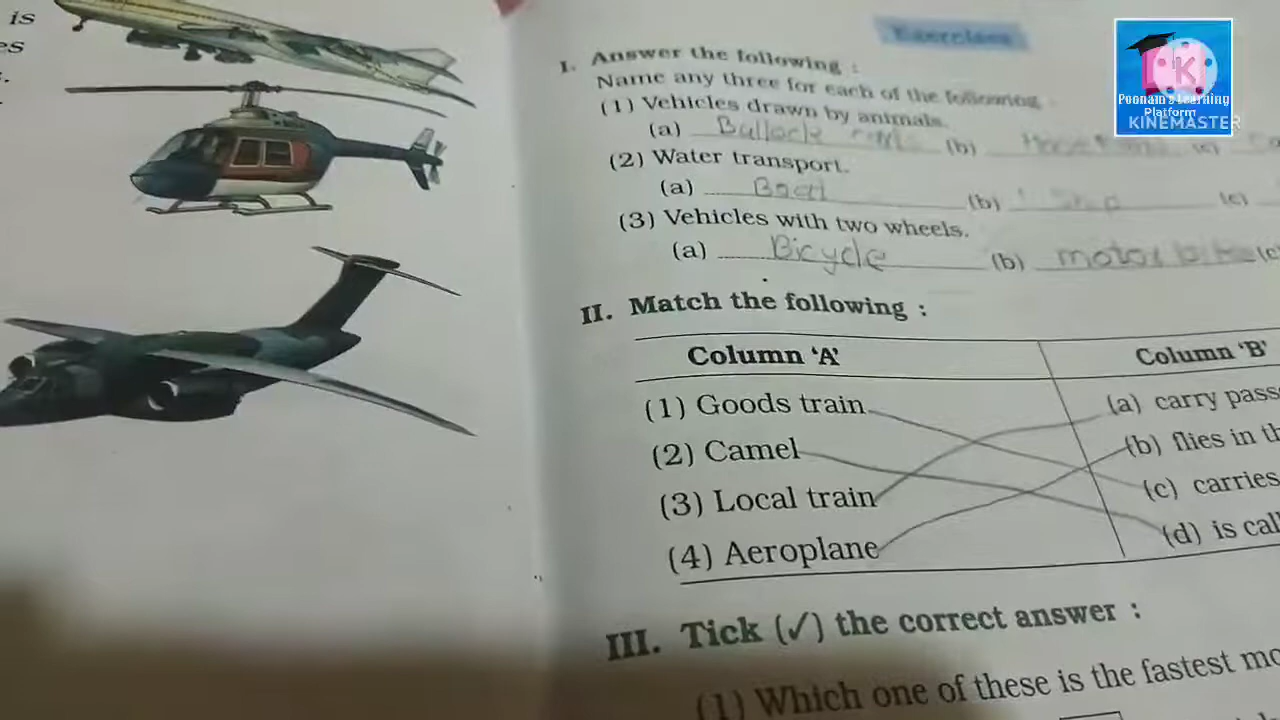 is
es
Exercises
I. Answer the following :
Name any three for each of the following.
(1) Vehicles drawn by animals.
(a) Bullock (b) (c)
(2) Water transport.
(a) Boat (b) Ship (c)
(3) Vehicles with two wheels.
(a) Bicycle (b) motor bike (c)
II. Match the following :
Column 'A' Column 'B'
(1) Goods train (a) carry pass
(2) Camel (b) flies in th
(3) Local train (c) carries
(4) Aeroplane (d) is call
III. Tick (✓) the correct answer :
(1) Which one of these is the fastest mo
K
Poonam's Learning
Platform
KINEMASTER